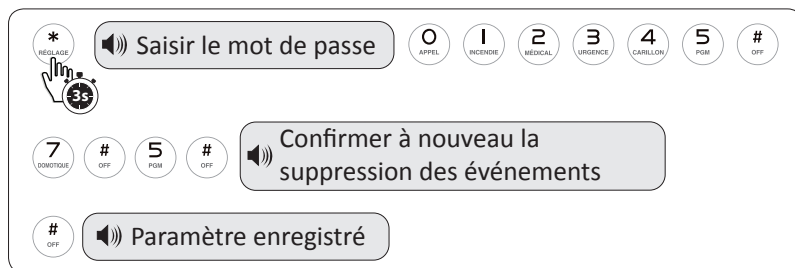 * Saisir le mot de passe 0 1 2 3 4 5 #
RÉGLAGE APPEL INCENDIE MÉDICAL URGENCE CARILLON PGM OFF
3s
7 # 5 # Confirmer à nouveau la
DOMOTIQUE OFF PGM OFF suppression des événements
# Paramètre enregistré
OFF